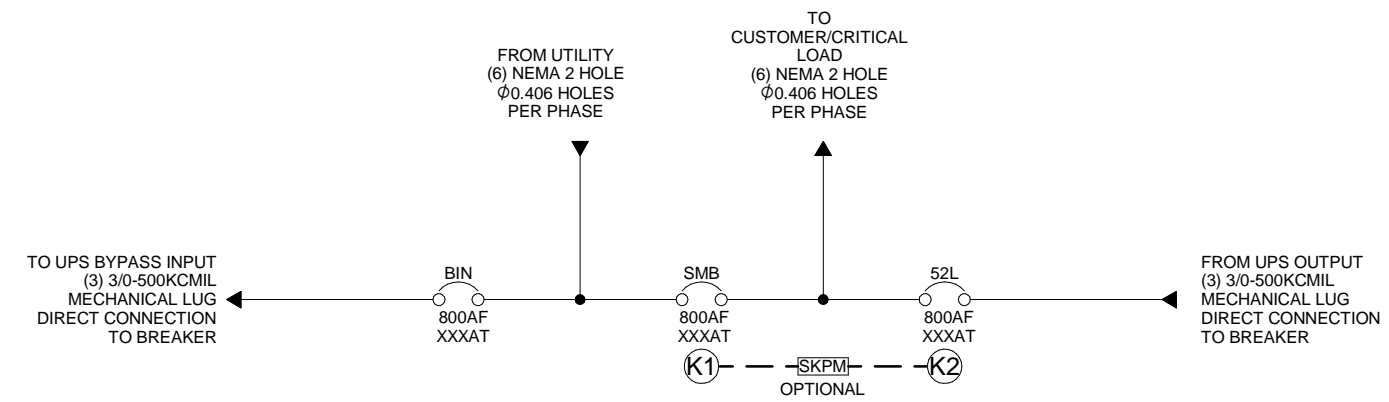 TO
CUSTOMER/CRITICAL
LOAD
(6) NEMA 2 HOLE
Ø0.406 HOLES
PER PHASE
FROM UTILITY
(6) NEMA 2 HOLE
Ø0.406 HOLES
PER PHASE
TO UPS BYPASS INPUT
(3) 3/0-500KCMIL
MECHANICAL LUG
DIRECT CONNECTION
TO BREAKER
BIN
800AF
XXXAT
SMB
800AF
XXXAT
52L
800AF
XXXAT
FROM UPS OUTPUT
(3) 3/0-500KCMIL
MECHANICAL LUG
DIRECT CONNECTION
TO BREAKER
K1
SKPM
K2
OPTIONAL